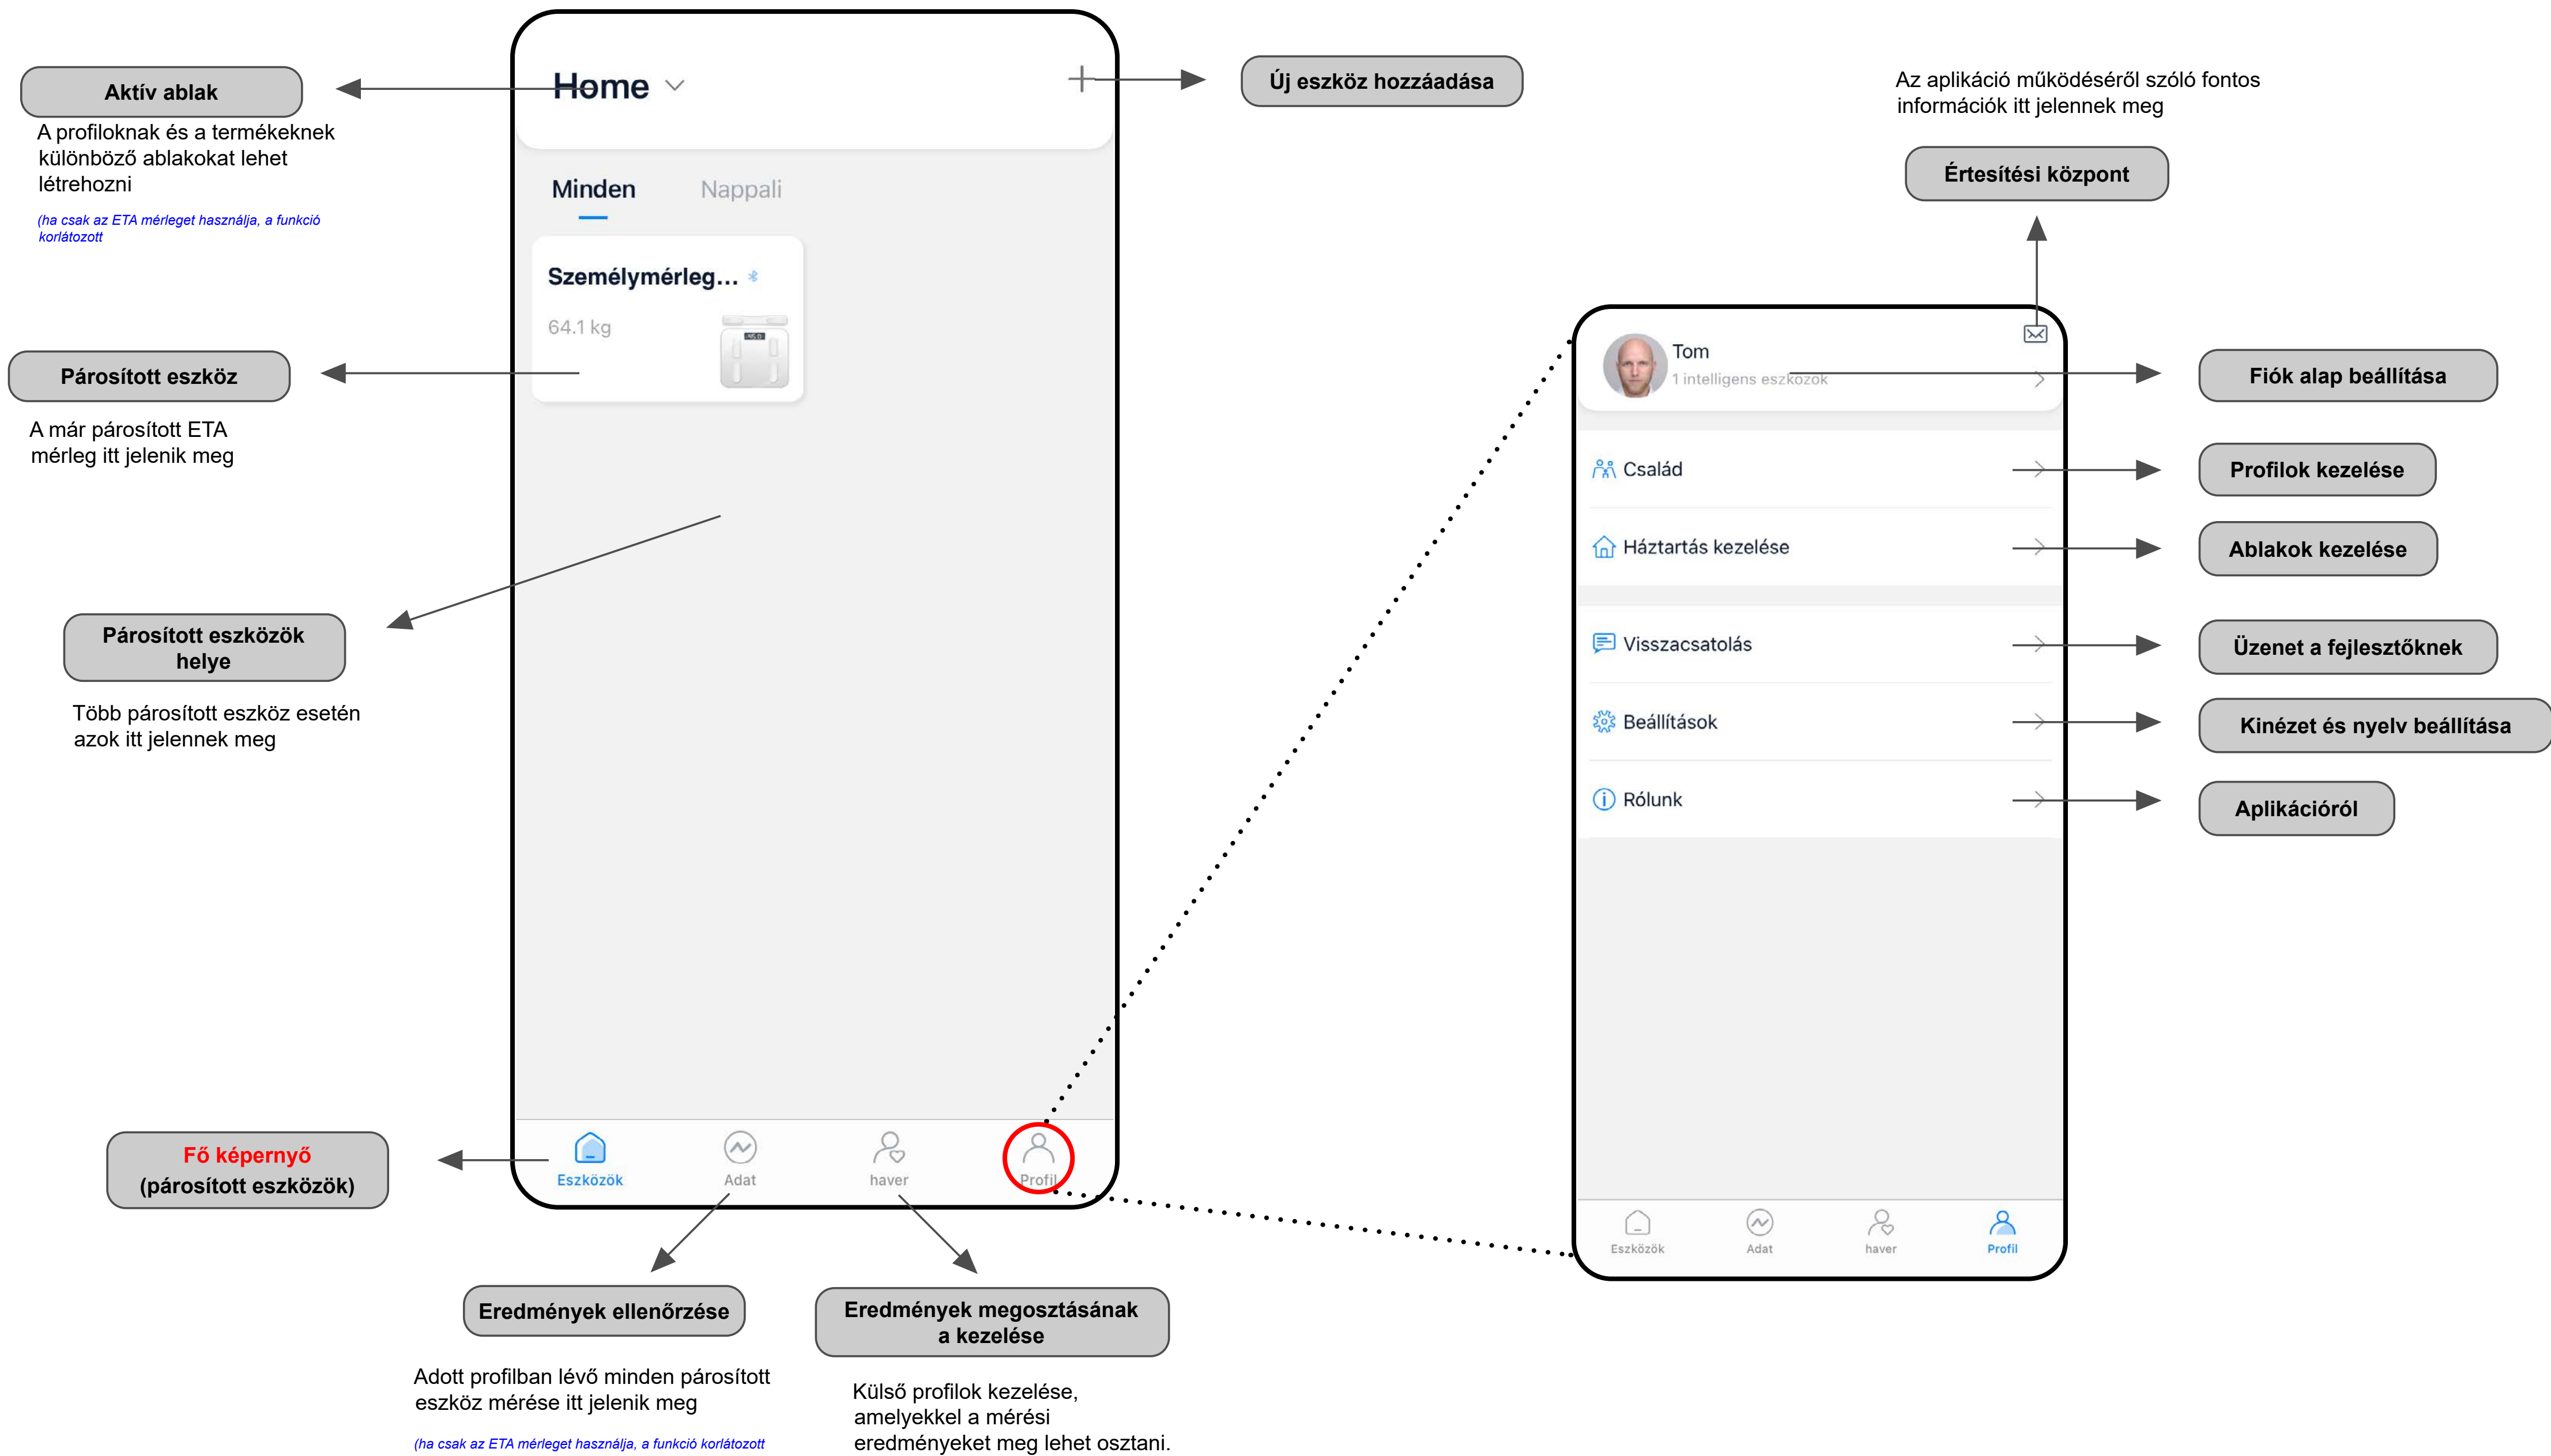 Aktív ablak
A profiloknak és a termékeknek
különböző ablakokat lehet
létrehozni
(ha csak az ETA mérleget használja, a funkció
korlátozott
Párosított eszköz
A már párosított ETA
mérleg itt jelenik meg
Párosított eszközök
helye
Több párosított eszköz esetén
azok itt jelennek meg
Fő képernyő
(párosított eszközök)
Home
Új eszköz hozzáadása
Minden
Nappali
Személymérleg...
64.1 kg
Eszközök
Adat
haver
Profil
Eredmények ellenőrzése
Adott profilban lévő minden párosított
eszköz mérése itt jelenik meg
(ha csak az ETA mérleget használja, a funkció korlátozott
Eredmények megosztásának
a kezelése
Külső profilok kezelése,
amelyekkel a mérési
eredményeket meg lehet osztani.
Az aplikáció működéséről szóló fontos
információk itt jelennek meg
Értesítési központ
Tom
1 intelligens eszközök
Fiók alap beállítása
Család
Profilok kezelése
Háztartás kezelése
Ablakok kezelése
Visszacsatolás
Üzenet a fejlesztőknek
Beállítások
Kinézet és nyelv beállítása
Rólunk
Aplikációról
Eszközök
Adat
haver
Profil